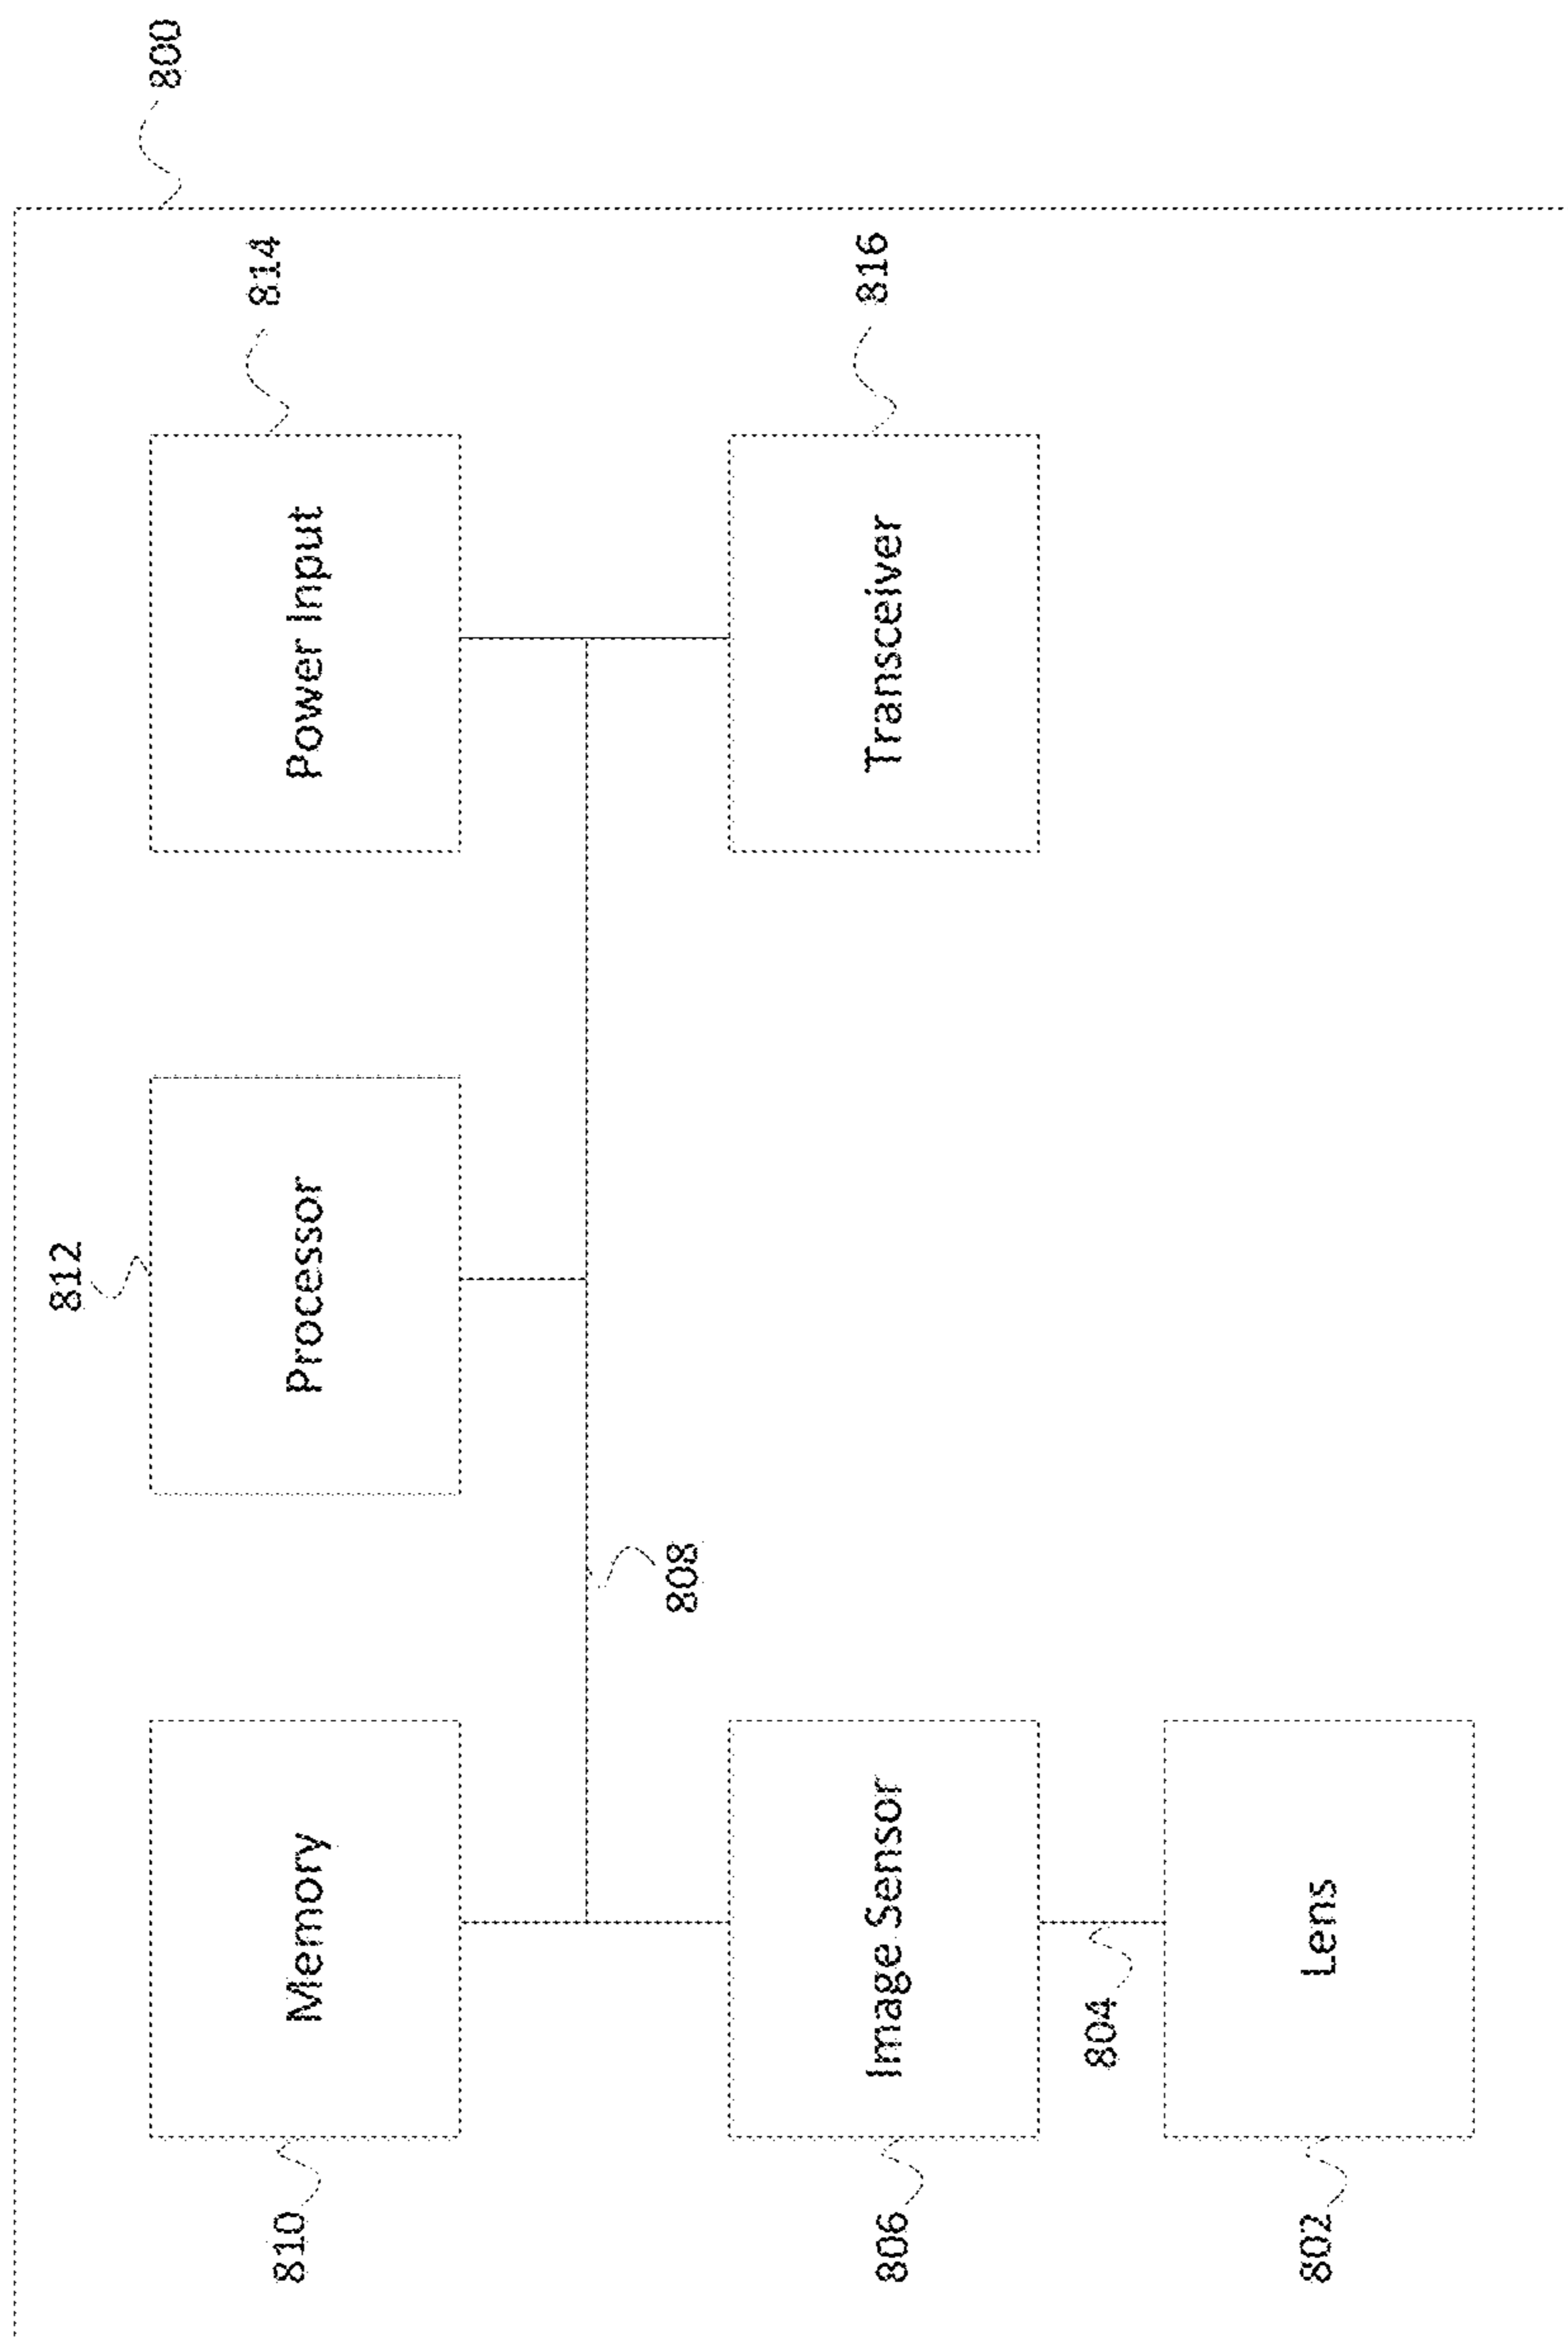 800
810
Memory
812
Processor
814
Power Input
808
806
Image Sensor
816
Transceiver
804
802
Lens